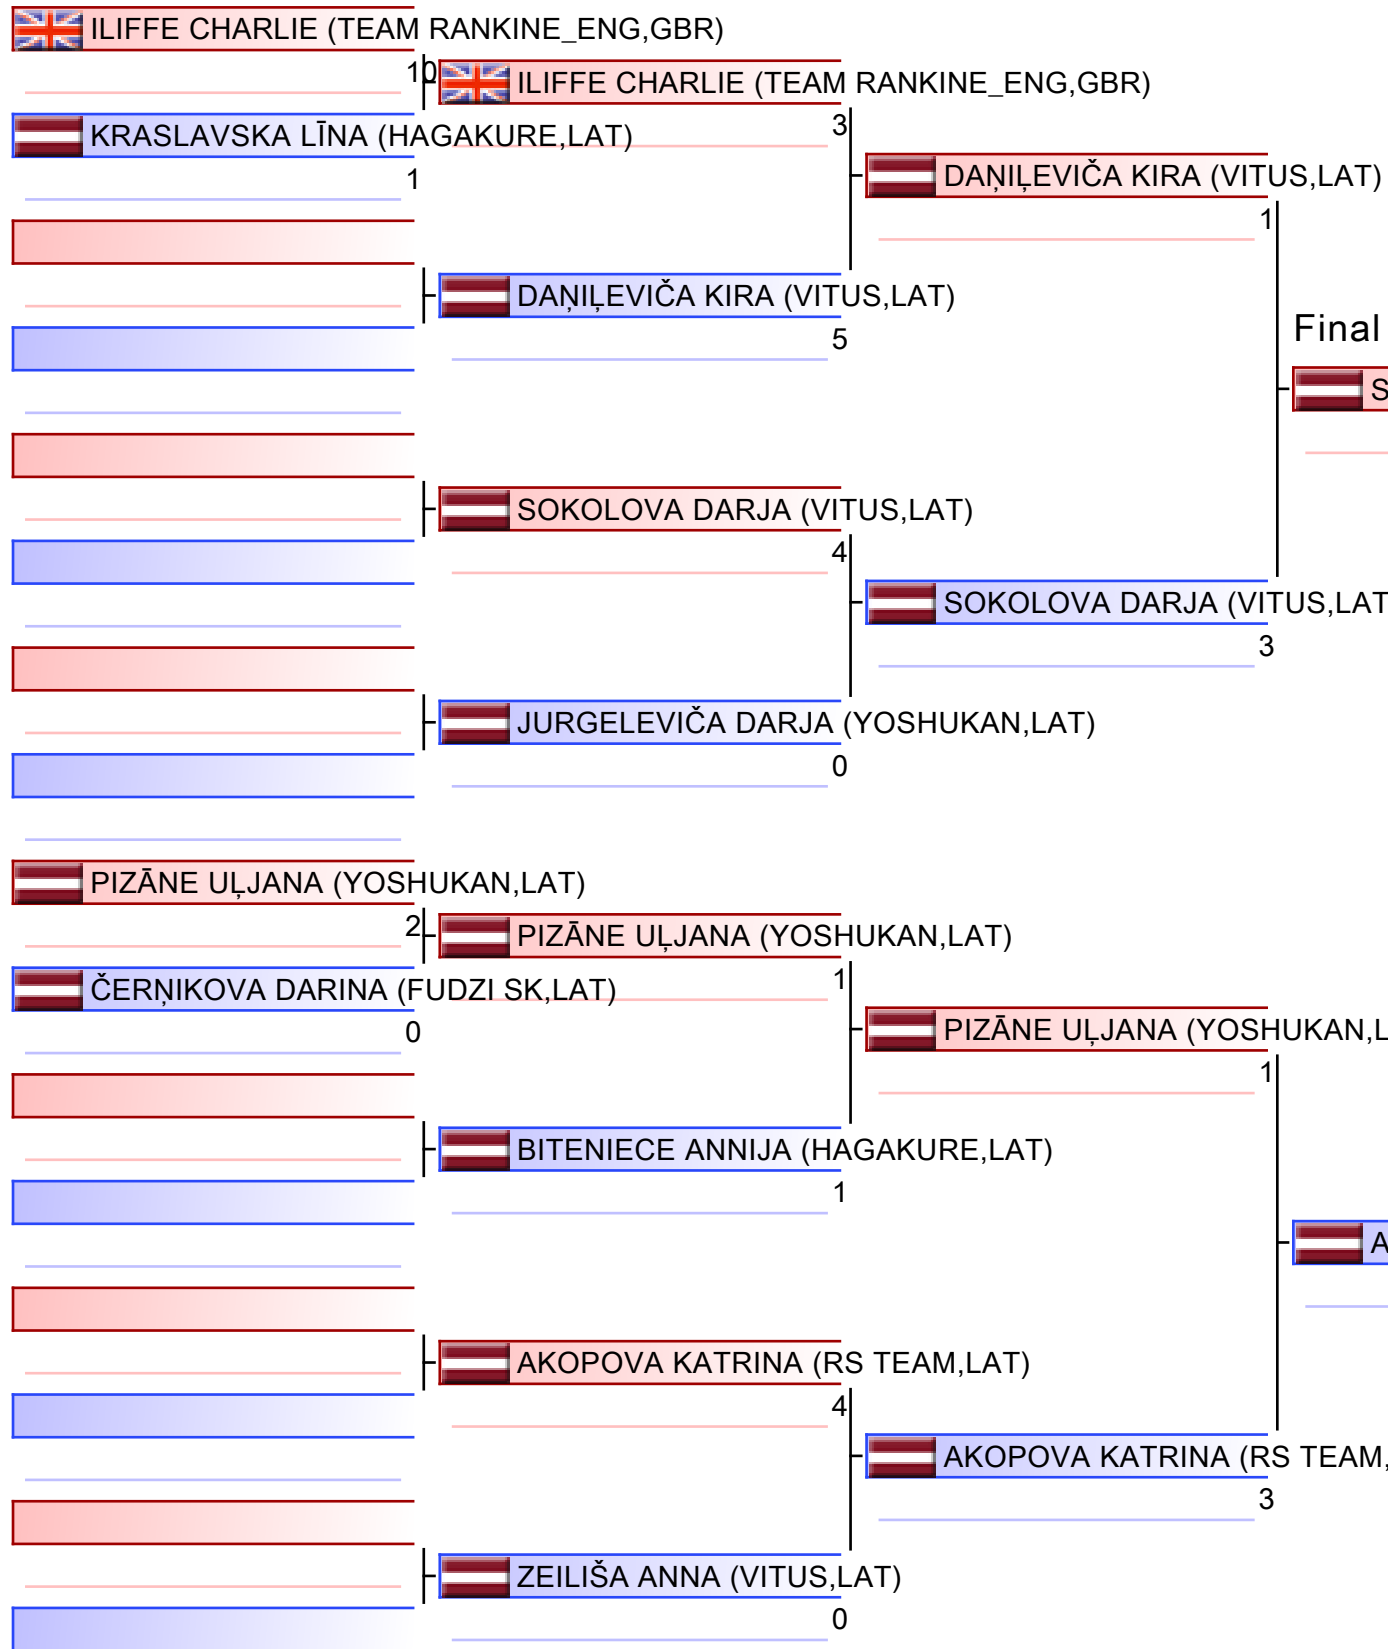 ILIFFE CHARLIE (TEAM RANKINE_ENG,GBR)
10
KRASLAVSKA LĪNA (HAGAKURE,LAT)
1
PIZĀNE UĻJANA (YOSHUKAN,LAT)
2
ČERŅIKOVA DARINA (FUDZI SK,LAT)
0
ILIFFE CHARLIE (TEAM RANKINE_ENG,GBR)
3
DAŅIĻEVIČA KIRA (VITUS,LAT)
5
SOKOLOVA DARJA (VITUS,LAT)
4
JURGELEVIČA DARJA (YOSHUKAN,LAT)
0
PIZĀNE UĻJANA (YOSHUKAN,LAT)
1
BITENIECE ANNIJA (HAGAKURE,LAT)
1
AKOPOVA KATRINA (RS TEAM,LAT)
4
ZEILIŠA ANNA (VITUS,LAT)
0
DAŅIĻEVIČA KIRA (VITUS,LAT)
1
SOKOLOVA DARJA (VITUS,LAT
3
PIZĀNE UĻJANA (YOSHUKAN,L
1
AKOPOVA KATRINA (RS TEAM,
3
Final
S
A